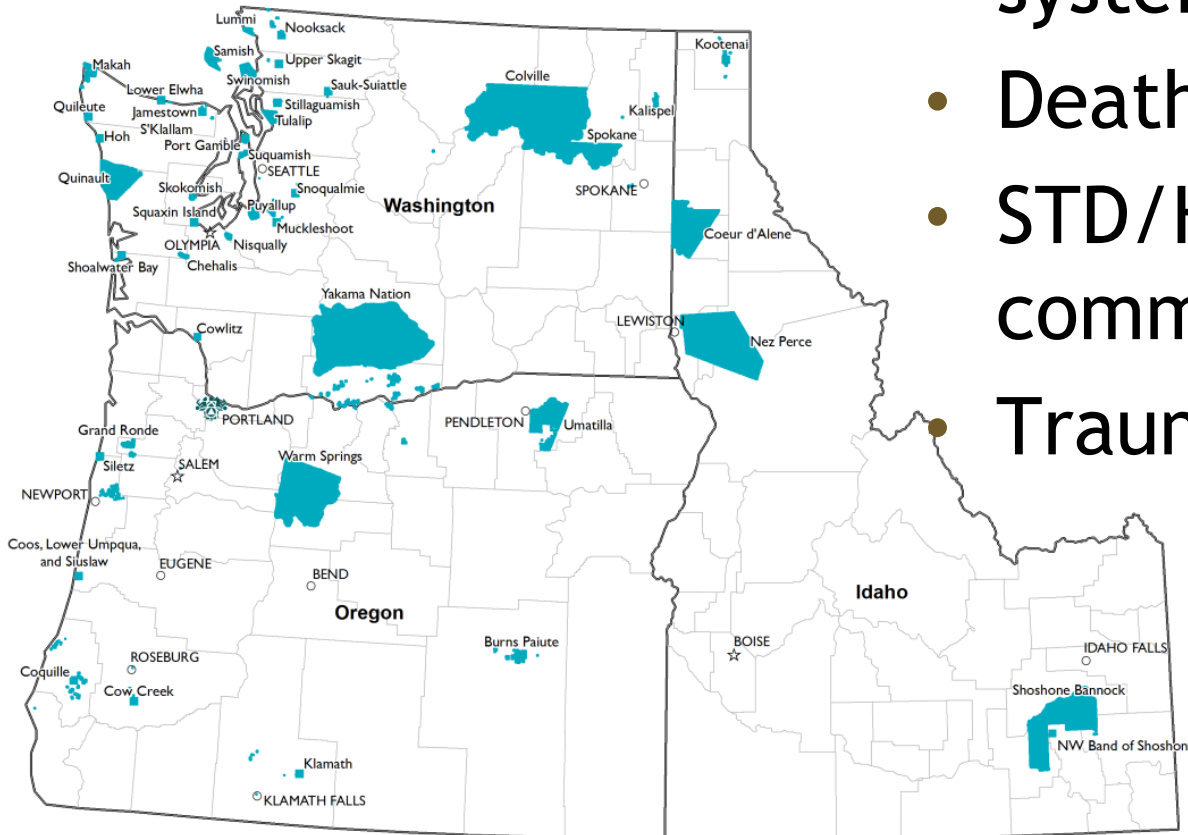 Lummi
Nooksack
Samish
Upper Skagit
Makah
Swinomish
Sauk-Suiattle
Lower Elwha
Stillaguamish
Quileute
Jamestown
S'Klallam
Tulalip
Hoh
Port Gamble
Suquamish
SEATTLE
Quinault
Skokomish
Snoqualmie
Squaxin Island
Puyallup
Muckleshoot
OLYMPIA
Nisqually
Shoalwater Bay
Chehalis
Colville
Kalispel
Spokane
SPOKANE
Kootenai
Washington
Coeur d'Alene
Yakama Nation
LEWISTON
Nez Perce
Cowlitz
PORTLAND
PENDLETON
Umatilla
Grand Ronde
Siletz
SALEM
Warm Springs
NEWPORT
Coos, Lower Umpqua,
and Siuslaw
EUGENE
BEND
Oregon
Idaho
Burns Paiute
BOISE
ROSEBURG
IDAHO FALLS
Coquille
Cow Creek
Shoshone Bannock
NW Band of Shoshon
Klamath
KLAMATH FALLS
syste
• Death
• STD/H
comm
• Traun